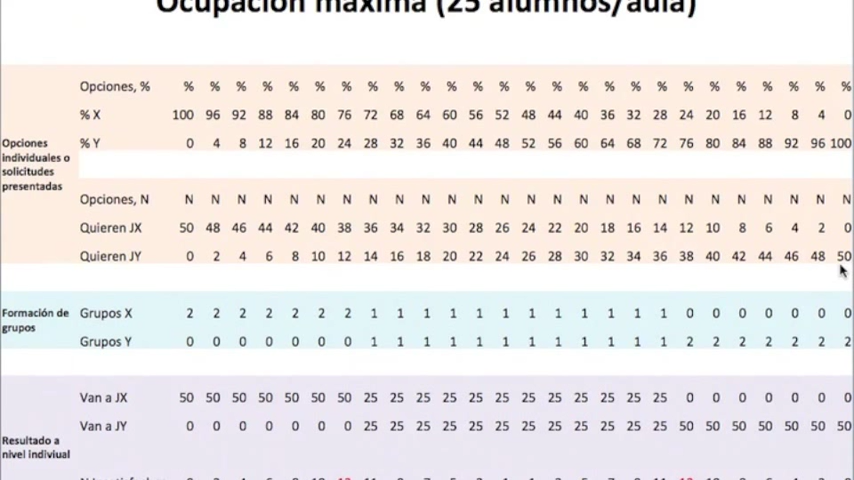 Ocupación máxima (25 alumnos/aula)
Opciones, % % % % % % % % % % % % % % % % % % % % % % % % % % %
% X 100 96 92 88 84 80 76 72 68 64 60 56 52 48 44 40 36 32 28 24 20 16 12 8 4 0
% Y 0 4 8 12 16 20 24 28 32 36 40 44 48 52 56 60 64 68 72 76 80 84 88 92 96 100
Opciones
individuales o
solicitudes
presentadas
Opciones, N N N N N N N N N N N N N N N N N N N N N N N N N N N
Quieren JX 50 48 46 44 42 40 38 36 34 32 30 28 26 24 22 20 18 16 14 12 10 8 6 4 2 0
Quieren JY 0 2 4 6 8 10 12 14 16 18 20 22 24 26 28 30 32 34 36 38 40 42 44 46 48 50
Formación de
grupos
Grupos X 2 2 2 2 2 2 2 1 1 1 1 1 1 1 1 1 1 1 1 0 0 0 0 0 0 0
Grupos Y 0 0 0 0 0 0 0 1 1 1 1 1 1 1 1 1 1 1 1 2 2 2 2 2 2 2
Van a JX 50 50 50 50 50 50 50 25 25 25 25 25 25 25 25 25 25 25 25 0 0 0 0 0 0 0
Van a JY 0 0 0 0 0 0 0 25 25 25 25 25 25 25 25 25 25 25 25 50 50 50 50 50 50 50
Resultado a
nivel indiviual